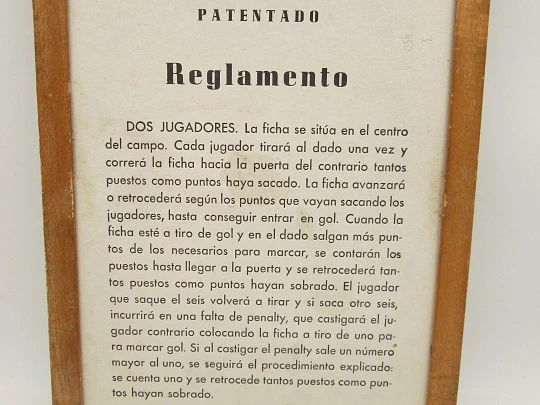 PATENTADO
Reglamento
DOS JUGADORES. La ficha se sitúa en el centro
del campo. Cada jugador tirará al dado una vez y
correrá la ficha hacia la puerta del contrario tantos
puestos como puntos haya sacado. La ficha avanzará
o retrocederá según los puntos que vayan sacando los
jugadores, hasta conseguir entrar en gol. Cuando la
ficha esté a tiro de gol y en el dado salgan más pun-
tos de los necesarios para marcar, se contarán los
puestos hasta llegar a la puerta y se retrocederá tan-
tos puestos como puntos hayan sobrado. El jugador
que saque el seis volverá a tirar y si saca otro seis,
incurrirá en una falta de penalty, que castigará el ju-
gador contrario colocando la ficha a tiro de uno pa-
ra marcar gol. Si al castigar el penalty sale un número
mayor al uno, se seguirá el procedimiento explicado:
se cuenta uno y se retrocede tantos puestos como pun-
tos hayan sobrado.